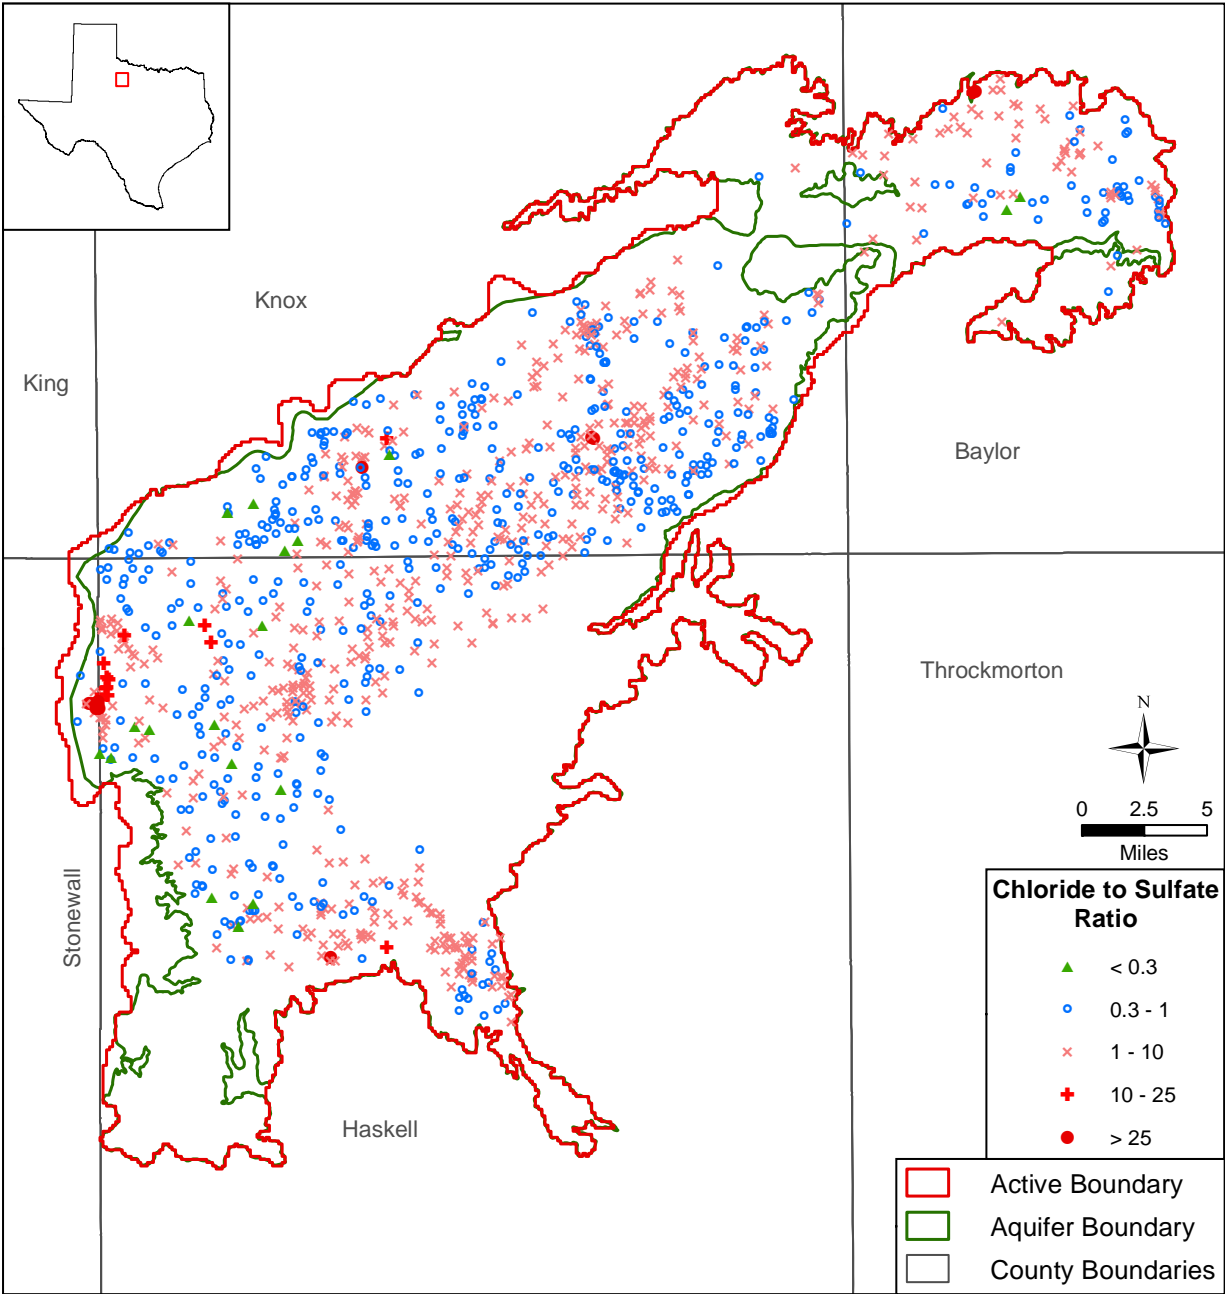 Knox
King
Baylor
Throckmorton
Stonewall
Haskell
N
0 2.5 5
Miles
Chloride to Sulfate
Ratio
< 0.3
0.3 - 1
1 - 10
10 - 25
> 25
Active Boundary
Aquifer Boundary
County Boundaries